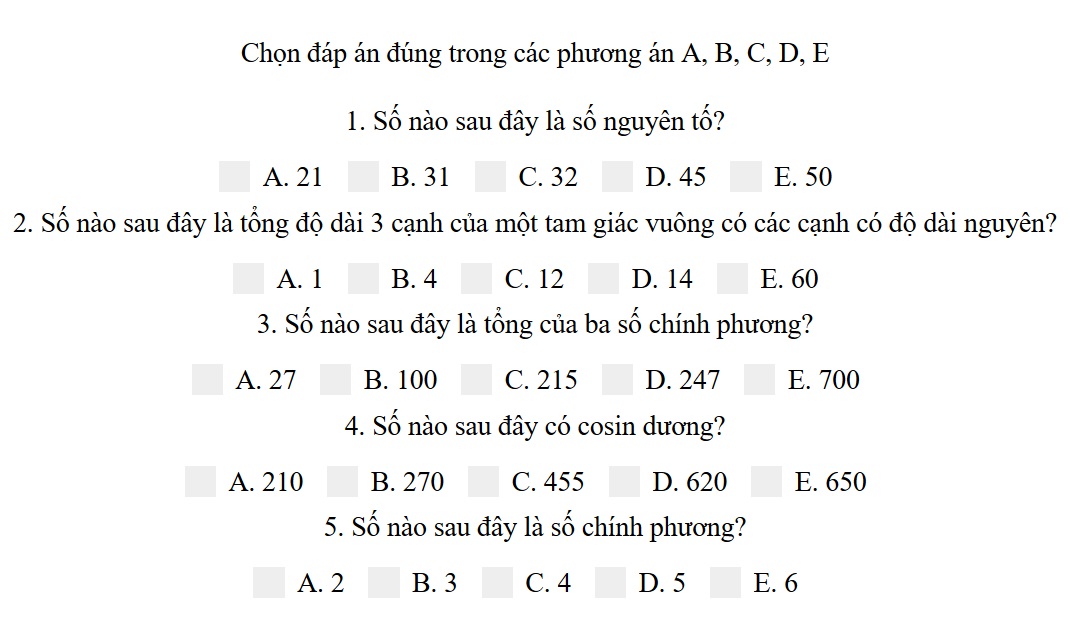 Chọn đáp án đúng trong các phương án A, B, C, D, E
1. Số nào sau đây là số nguyên tố?
A. 21 B. 31 C. 32 D. 45 E. 50
2. Số nào sau đây là tổng độ dài 3 cạnh của một tam giác vuông có các cạnh có độ dài nguyên?
A. 1 B. 4 C. 12 D. 14 E. 60
3. Số nào sau đây là tổng của ba số chính phương?
A. 27 B. 100 C. 215 D. 247 E. 700
4. Số nào sau đây có cosin dương?
A. 210 B. 270 C. 455 D. 620 E. 650
5. Số nào sau đây là số chính phương?
A. 2 B. 3 C. 4 D. 5 E. 6